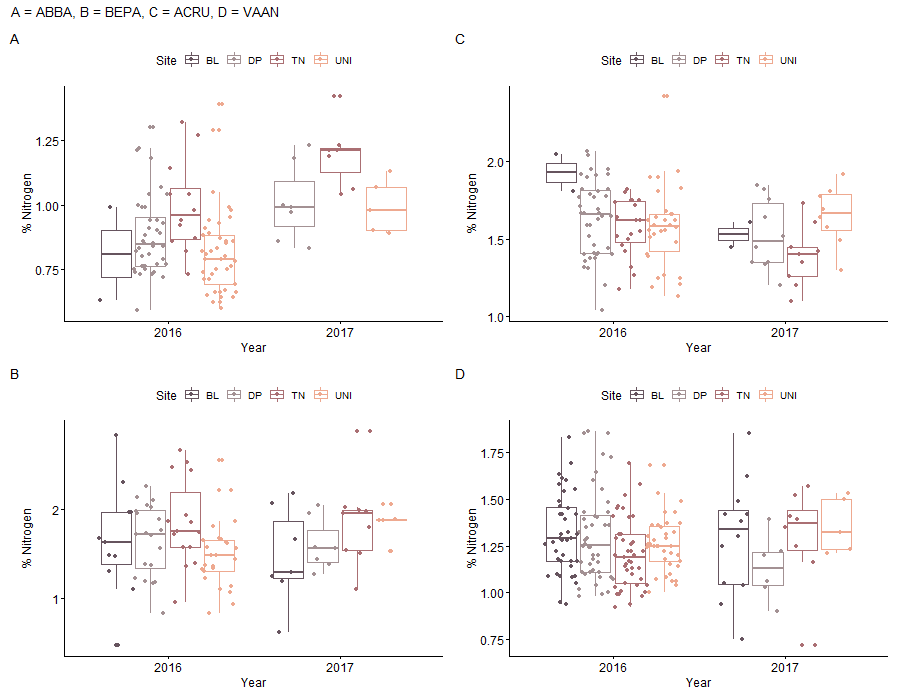 A = ABBA, B = BEPA, C = ACRU, D = VAAN
A
Site BL DP TN UNI
% Nitrogen
1.25
1.00
0.75
2016 2017
Year
C
Site BL DP TN UNI
% Nitrogen
2.0
1.5
1.0
2016 2017
Year
B
Site BL DP TN UNI
% Nitrogen
2
1
2016 2017
Year
D
Site BL DP TN UNI
% Nitrogen
1.75
1.50
1.25
1.00
0.75
2016 2017
Year